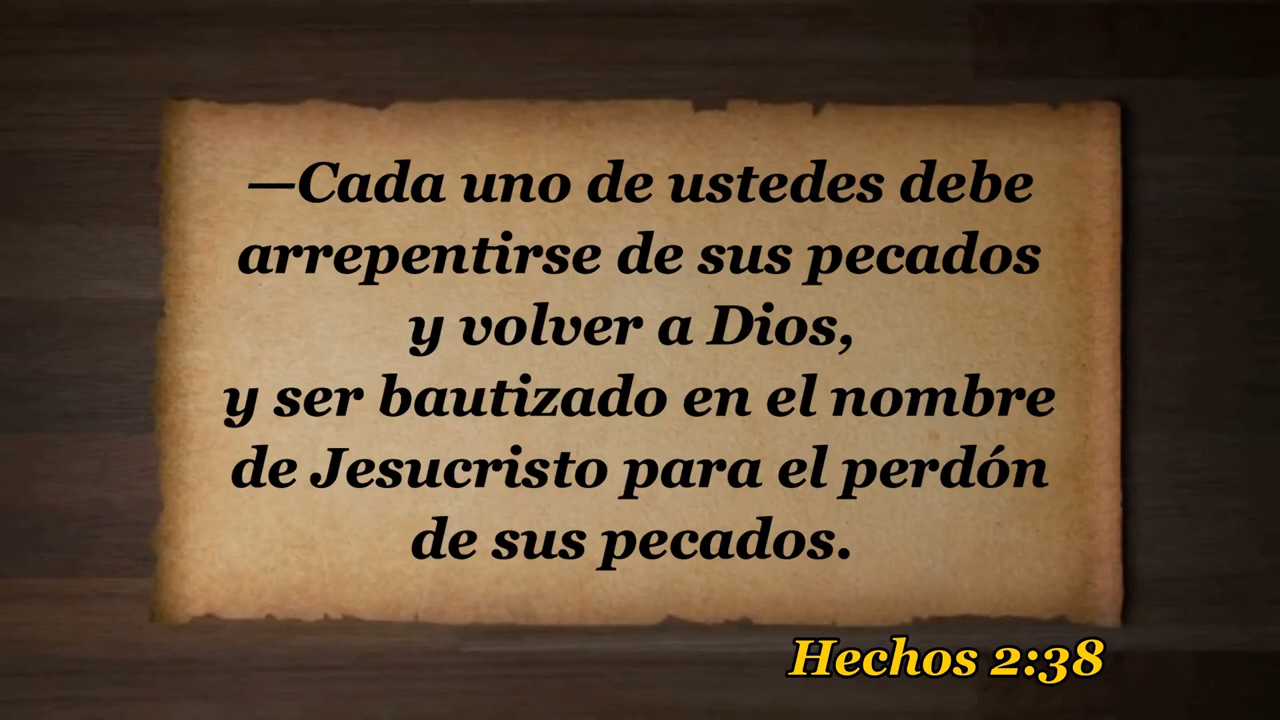 —Cada uno de ustedes debe
arrepentirse de sus pecados
y volver a Dios,
y ser bautizado en el nombre
de Jesucristo para el perdón
de sus pecados.
Hechos 2:38